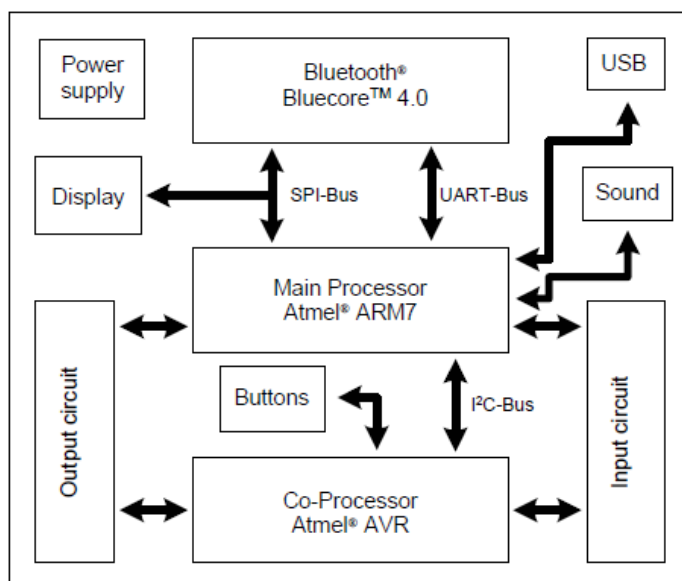 Power
supply
Bluetooth®
Bluecore™ 4.0
USB
Display
SPI-Bus
UART-Bus
Sound
Main Processor
Atmel® ARM7
Output circuit
Buttons
I²C-Bus
Input circuit
Co-Processor
Atmel® AVR